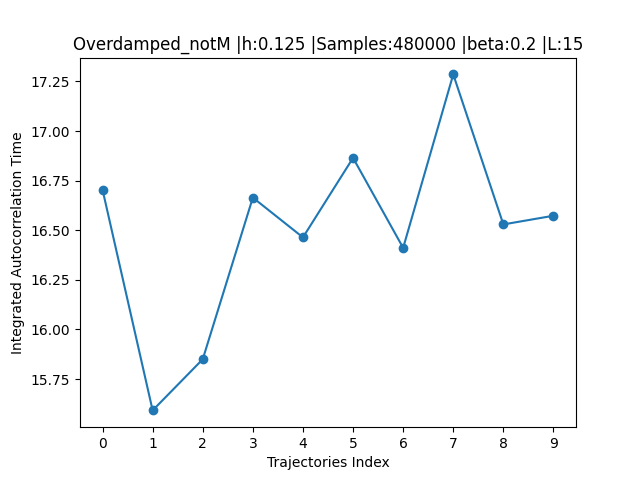 Overdamped_notM |h:0.125 |Samples:480000 |beta:0.2 |L:15
17.25
17.00
16.75
16.50
16.25
16.00
15.75
Integrated Autocorrelation Time
0 1 2 3 4 5 6 7 8 9
Trajectories Index